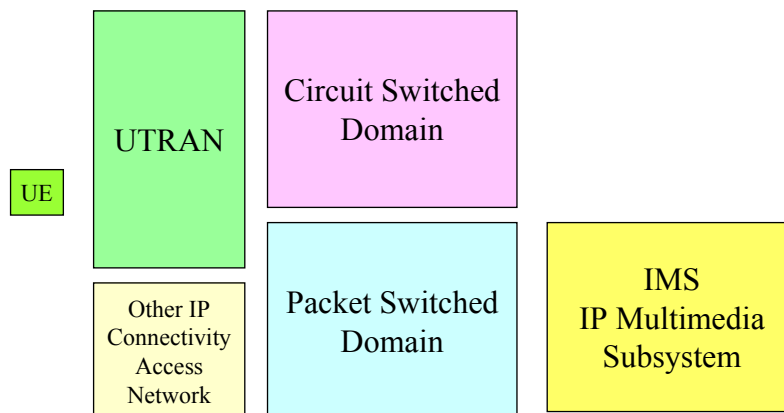 UE
UTRAN
Other IP
Connectivity
Access
Network
Circuit Switched
Domain
Packet Switched
Domain
IMS
IP Multimedia
Subsystem